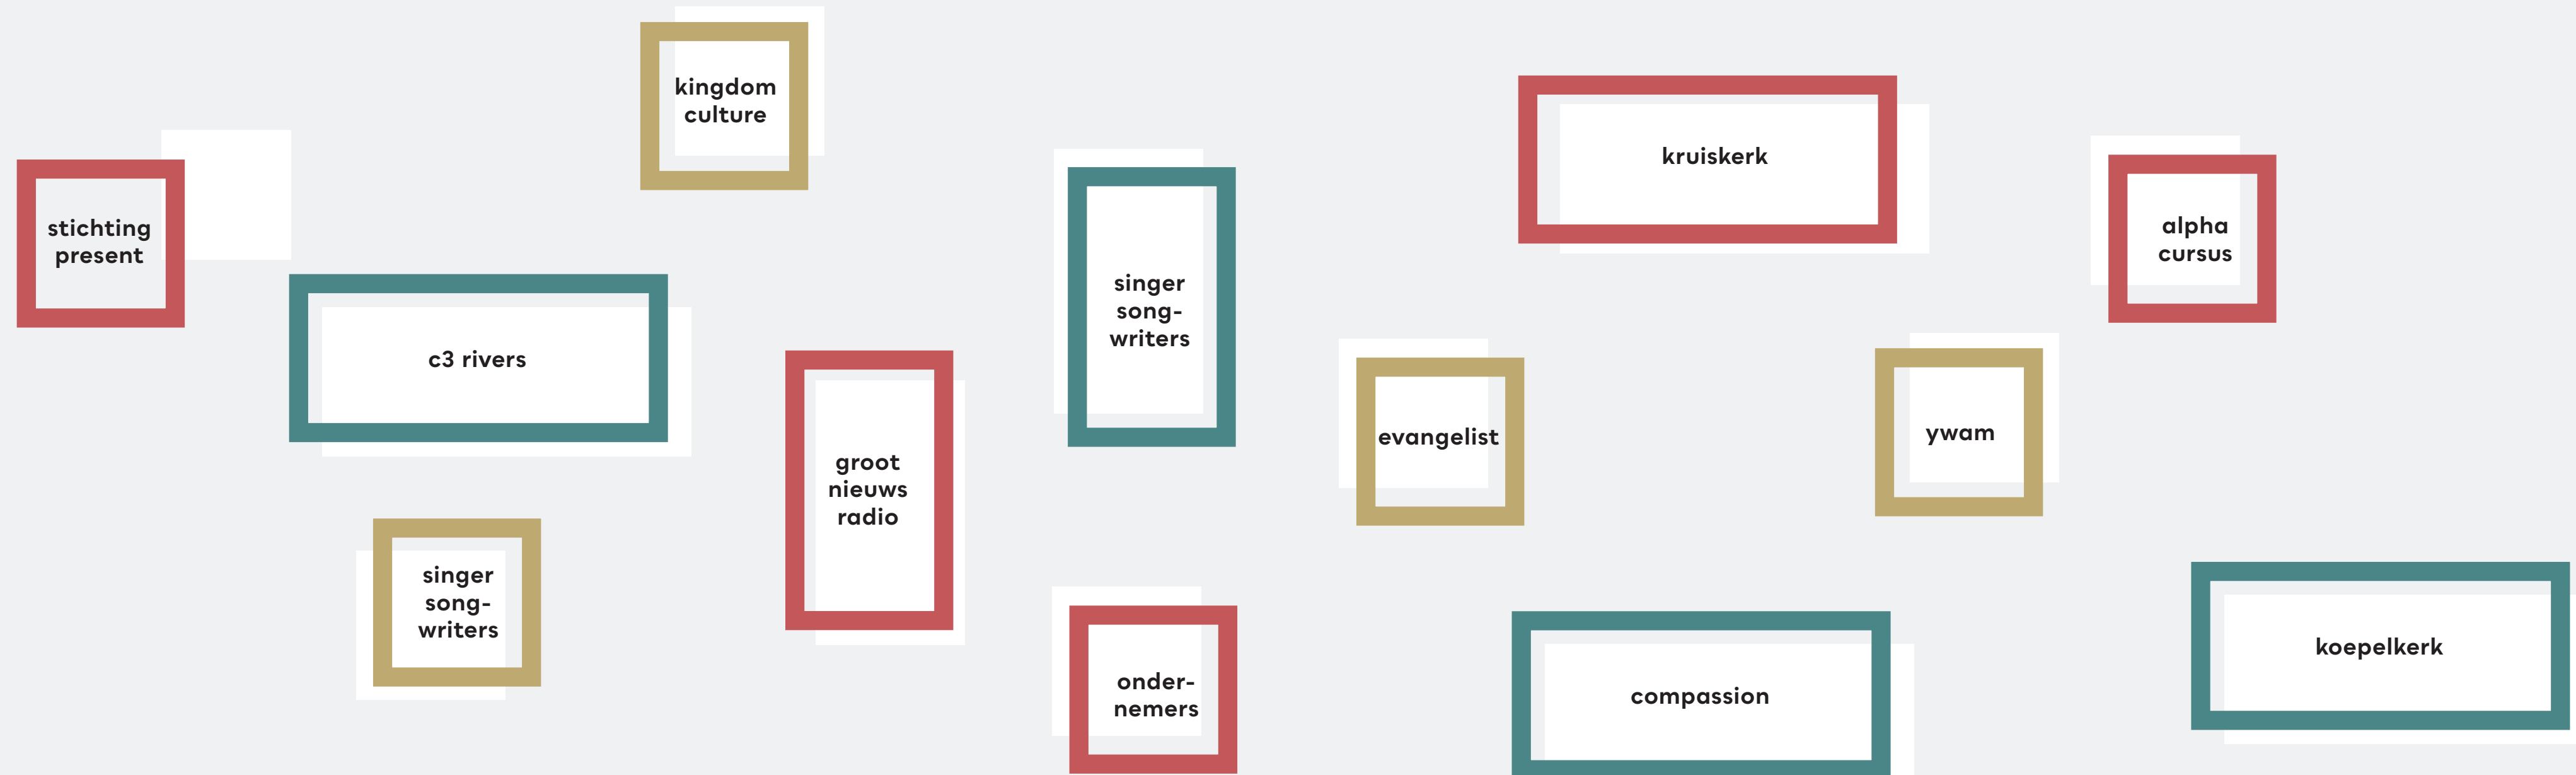 kingdom
culture
stichting
present
c3 rivers
singer
song-
writers
groot
nieuws
radio
singer
song-
writers
onder-
nemers
kruiskerk
evangelist
ywam
alpha
cursus
compassion
koepelkerk